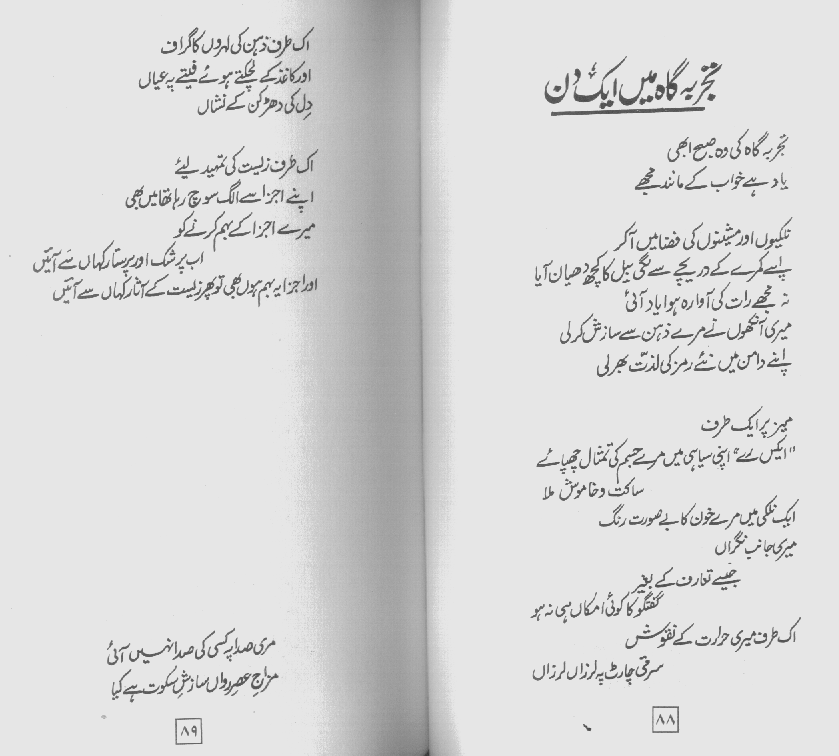 تجربہ گاہ میں ایک دن
تجربہ گاہ کی وہ صبح ابھی
یاد ہے خواب کے مانند مجھے
نلکیوں اور مشینوں کی فضا میں آ کر
اپنے کمرے کے دریچے سے لگی بیل کا کچھ دھیان آیا
نہ مجھے رات کی آوارہ ہوا یاد آئی
میری آنکھوں نے مرے ذہن سے سازش کر لی
اپنے دامن میں نئے رمز کی لذت بھر لی
میز پر ایک طرف
"ایکس رے" اپنی سیاہی میں مرے جسم کی تمثال چھپائے
ساکت و خاموش ملا
ایک نلکی میں مرے خون کا بے صورت رنگ
میری جانب نگراں
جیسے تعارف کے بغیر
گفتگو کا کوئی امکاں ہی نہ ہو
اک طرف میری حرارت کے نقوش
سرمئی چارٹ پہ لرزاں لرزاں
۸۸
اک طرف ذہن کی لہروں کا گراف
اور کاغذ کے لچکتے ہوئے فیتے پہ عیاں
دل کی دھڑکن کے نشاں
اک طرف زیست کی تمہید لیے
اپنے اجزا سے الگ سوچ رہا تھا میں بھی
میرے اجزا کے بہم کرنے کو
اب پرشک اور پرستار کہاں سے آئیں
اور اجزا یہ بہم ہوں بھی تو پھر زیست کے آثار کہاں سے آئیں
مری صدا پہ کسی کی صدا نہیں آئی
مزاجِ عصرِ رواں سازشِ سکوت ہے کیا
۸۹